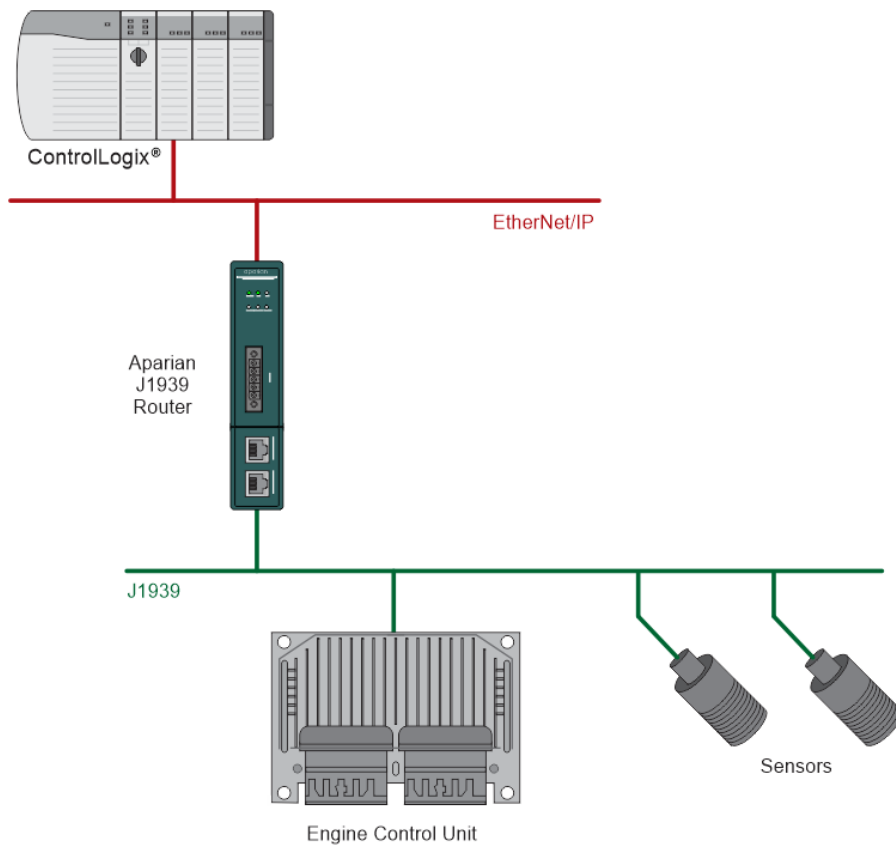 ControlLogix®
EtherNet/IP
Aparian
J1939
Router
J1939
Sensors
Engine Control Unit